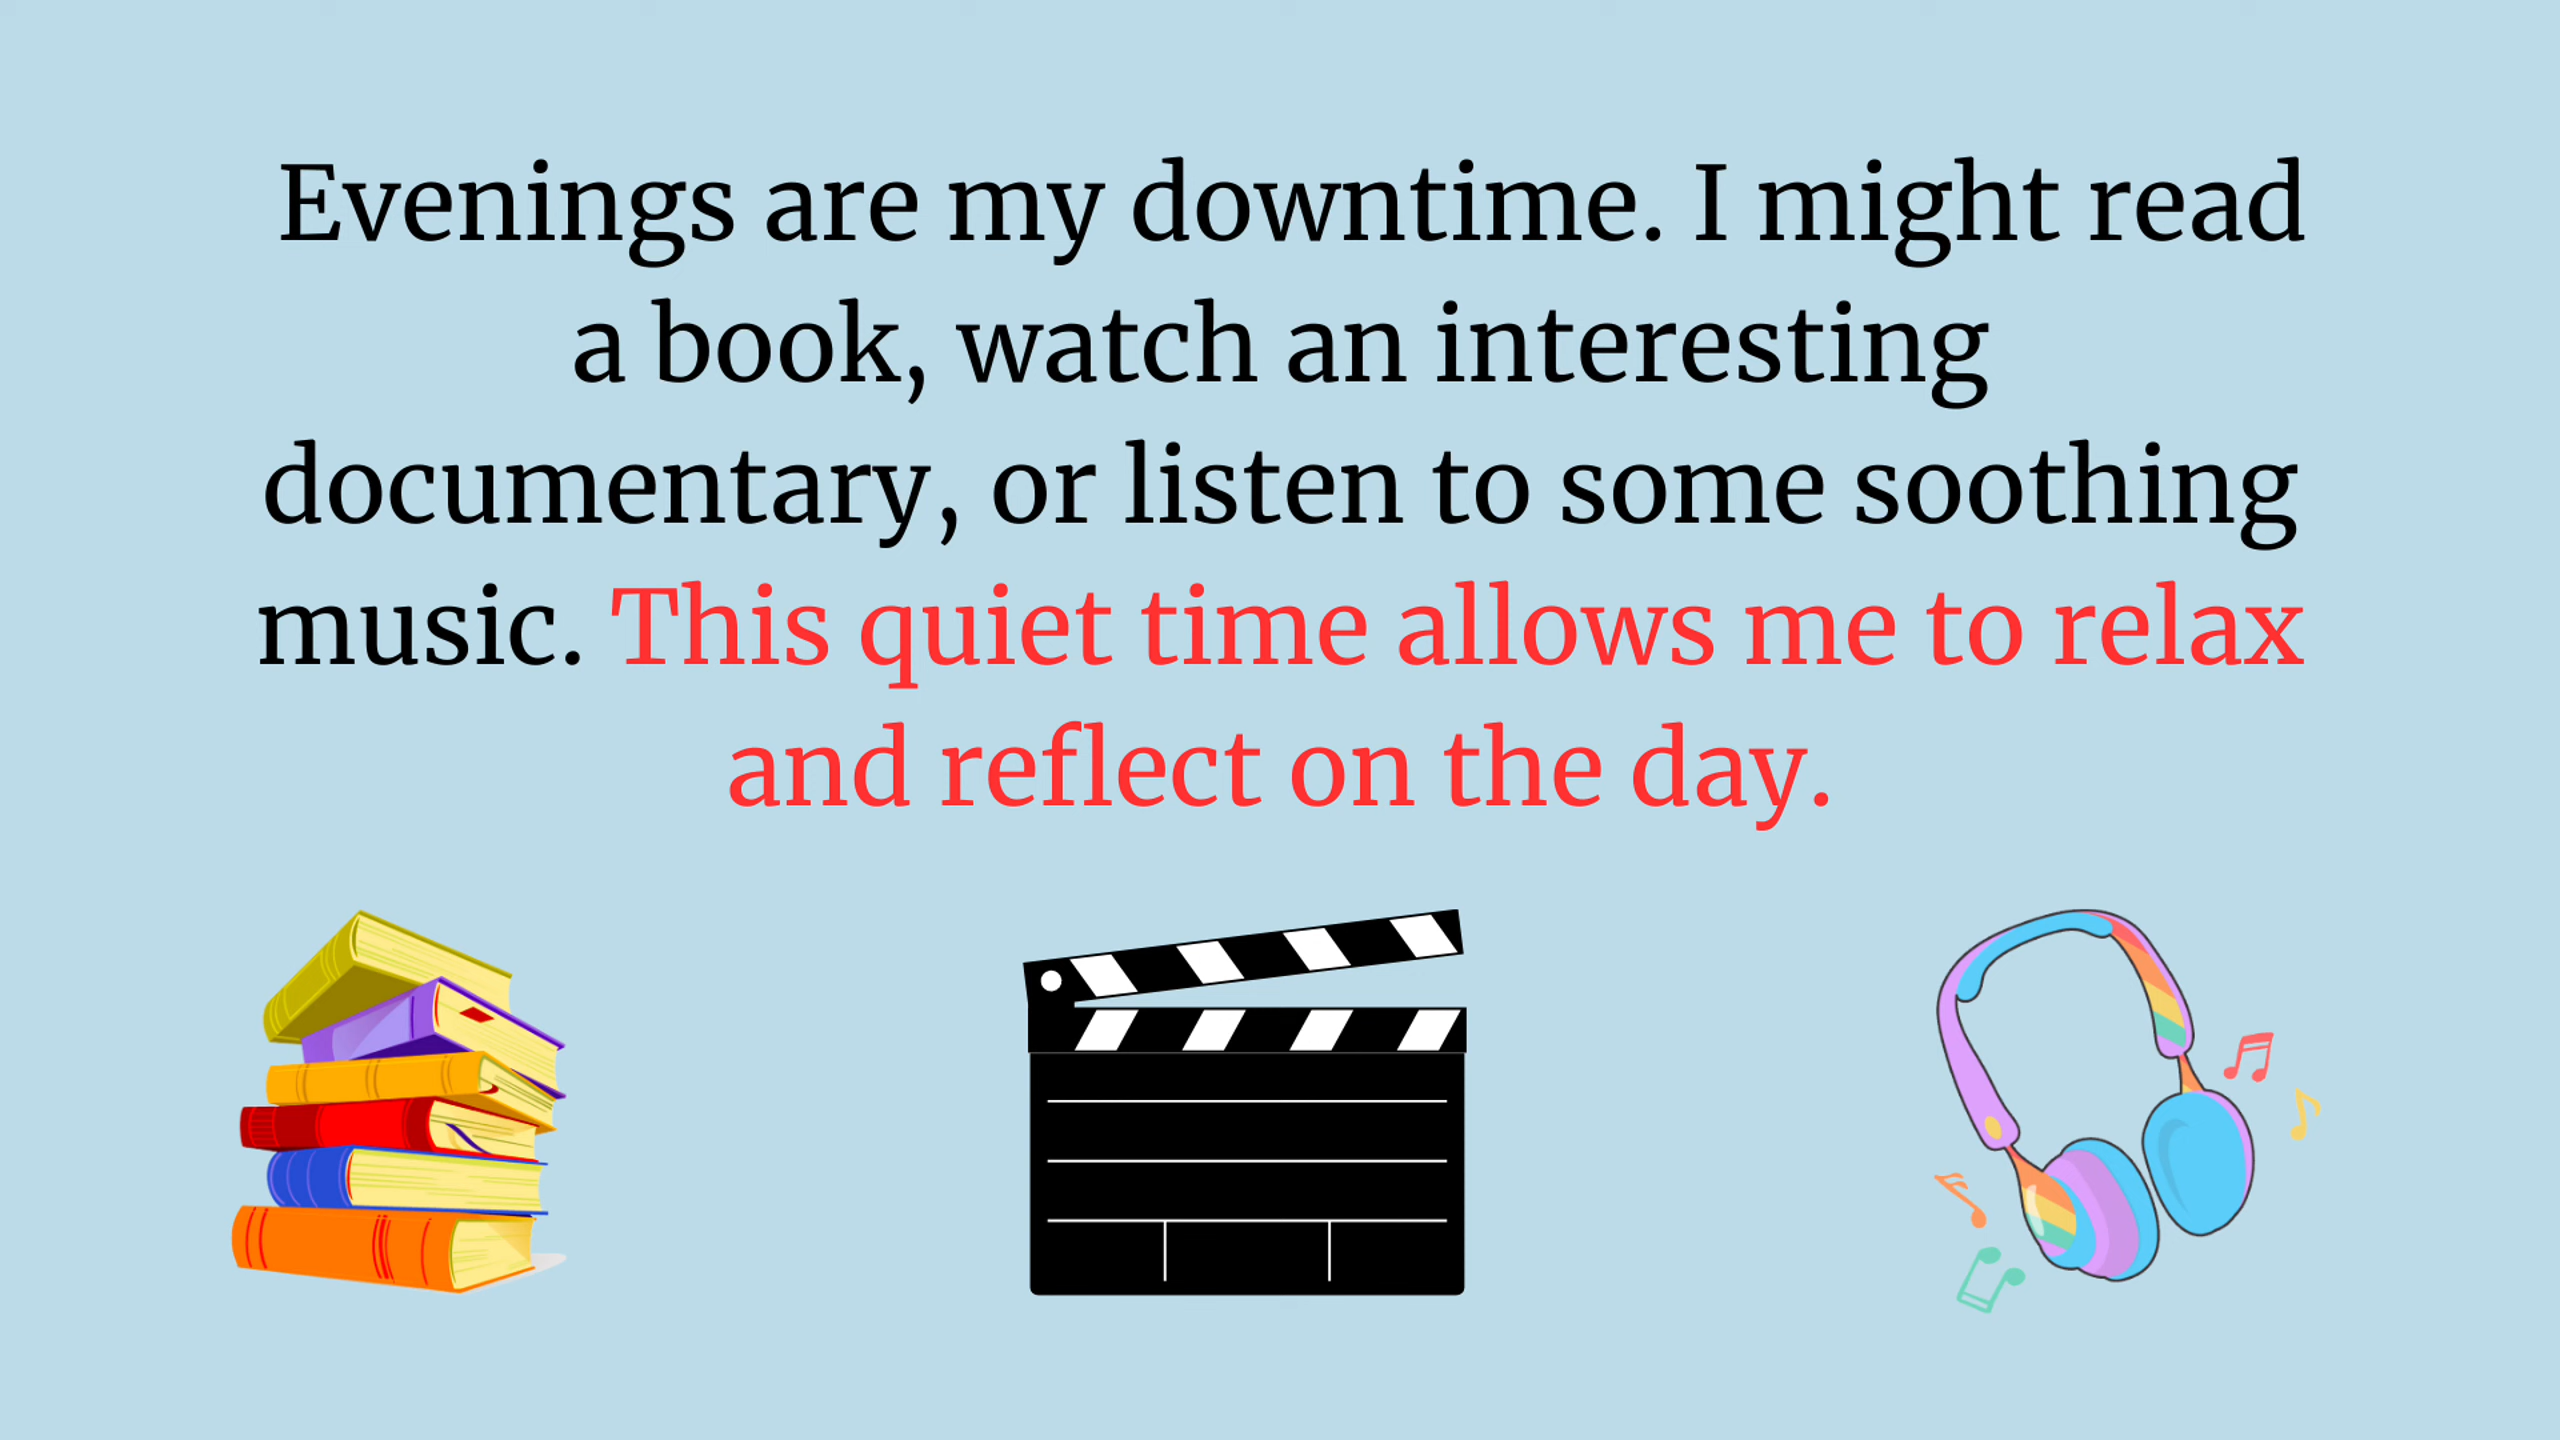 Evenings are my downtime. I might read
a book, watch an interesting
documentary, or listen to some soothing
music. This quiet time allows me to relax
and reflect on the day.